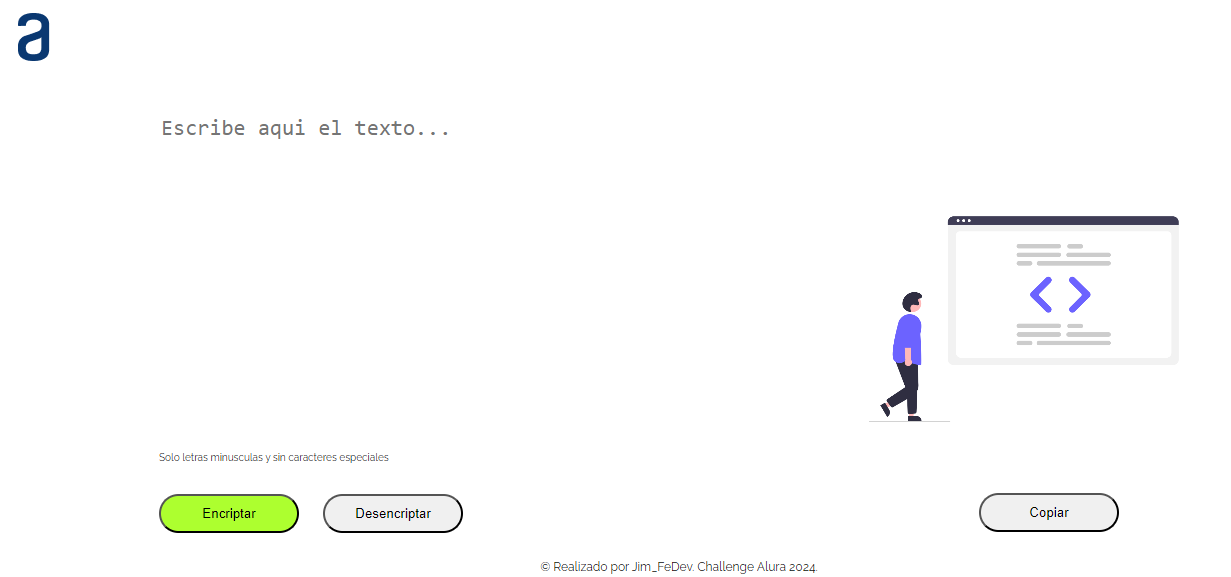 a
Escribe aqui el texto...
Solo letras minusculas y sin caracteres especiales
Encriptar
Desencriptar
Copiar
© Realizado por Jim_FeDev. Challenge Alura 2024.